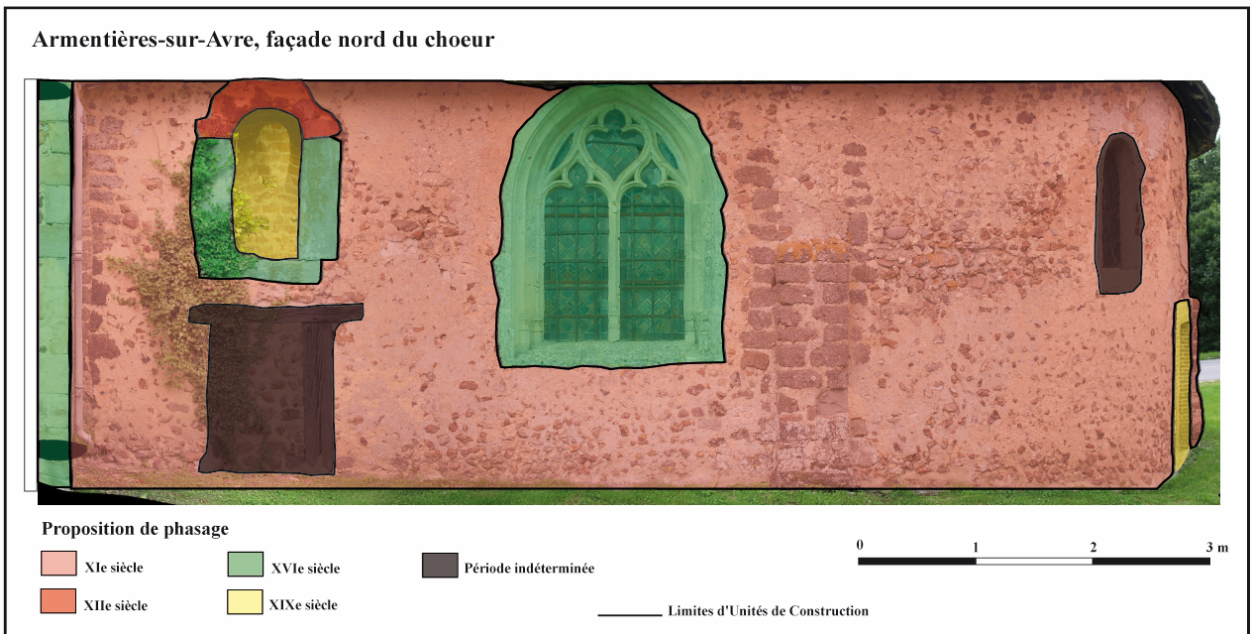 Armentières-sur-Avre, façade nord du choeur
Proposition de phasage
XIe siècle
XVIe siècle
Période indéterminée
XIIe siècle
XIXe siècle
Limites d'Unités de Construction
0 1 2 3 m